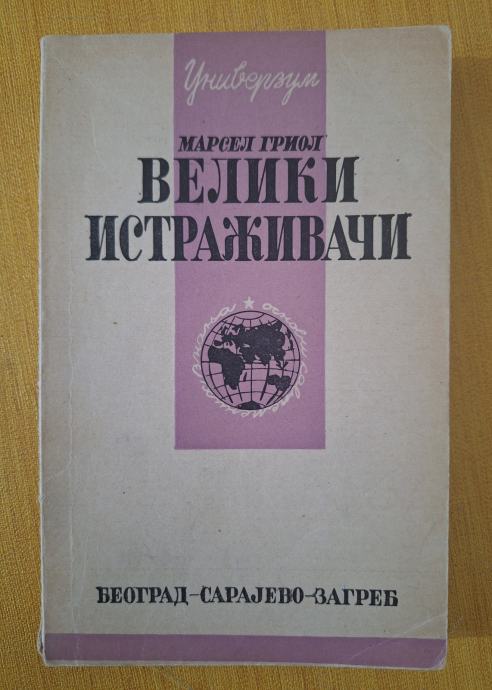 Универзум
МАРСЕЛ ГРИОЛ
ВЕЛИКИ
ИСТРАЖИВАЧИ
БЕОГРАД–САРАЈЕВО–ЗАГРЕБ